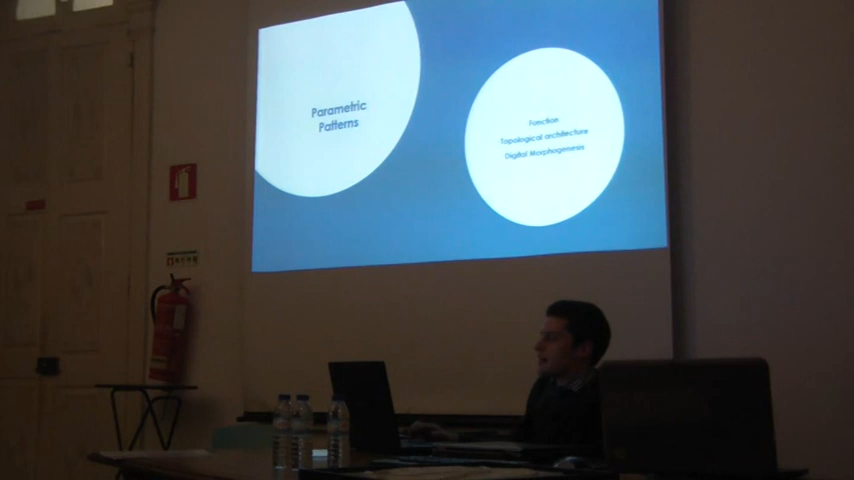 Parametric
Patterns
Function
Topological architecture
Digital Morphogenesis